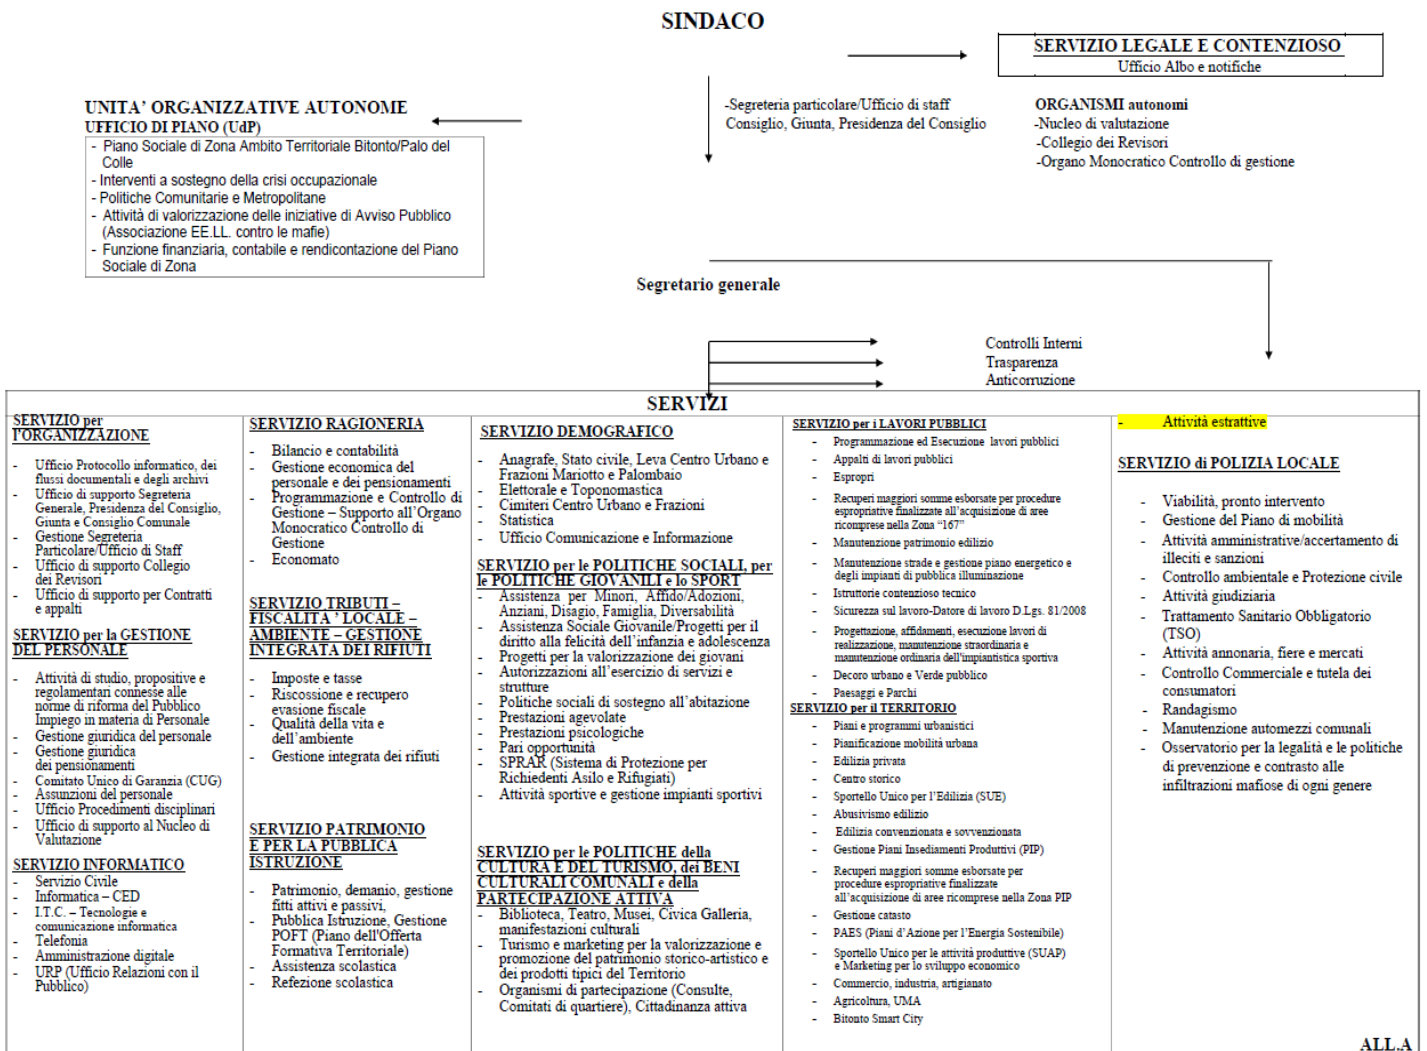 SINDACO
SERVIZIO LEGALE E CONTENZIOSO
Ufficio Albo e notifiche
UNITA’ ORGANIZZATIVE AUTONOME
UFFICIO DI PIANO (UdP)
- Piano Sociale di Zona Ambito Territoriale Bitonto/Palo del
Colle
- Interventi a sostegno della crisi occupazionale
- Politiche Comunitarie e Metropolitane
- Attività di valorizzazione delle iniziative di Avviso Pubblico
(Associazione EE.LL. contro le mafie)
- Funzione finanziaria, contabile e rendicontazione del Piano
Sociale di Zona
-Segreteria particolare/Ufficio di staff
Consiglio, Giunta, Presidenza del Consiglio
ORGANISMI autonomi
-Nucleo di valutazione
-Collegio dei Revisori
-Organo Monocratico Controllo di gestione
Segretario generale
Controlli Interni
Trasparenza
Anticorruzione
SERVIZI
SERVIZIO per
l'ORGANIZZAZIONE
- Ufficio Protocollo informatico, dei
flussi documentali e degli archivi
- Ufficio di supporto Segreteria
Generale, Presidenza del Consiglio,
Giunta e Consiglio Comunale
- Gestione Segreteria
Particolare/Ufficio di Staff
- Ufficio di supporto Collegio
dei Revisori
- Ufficio di supporto per Contratti
e appalti
SERVIZIO per la GESTIONE
DEL PERSONALE
- Attività di studio, propositive e
regolamentari connesse alle
norme di riforma del Pubblico
Impiego in materia di Personale
- Gestione giuridica del personale
- Gestione giuridica
dei pensionamenti
- Comitato Unico di Garanzia (CUG)
- Assunzioni del personale
- Ufficio Procedimenti disciplinari
- Ufficio di supporto al Nucleo di
Valutazione
SERVIZIO INFORMATICO
- Servizio Civile
- Informatica – CED
- I.T.C. – Tecnologie e
comunicazione informatica
- Telefonia
- Amministrazione digitale
- URP (Ufficio Relazioni con il
Pubblico)
SERVIZIO RAGIONERIA
- Bilancio e contabilità
- Gestione economica del
personale e dei pensionamenti
- Programmazione e Controllo di
Gestione – Supporto all’Organo
Monocratico Controllo di
Gestione
- Economato
SERVIZIO TRIBUTI –
FISCALITA ’ LOCALE –
AMBIENTE – GESTIONE
INTEGRATA DEI RIFIUTI
- Imposte e tasse
- Riscossione e recupero
evasione fiscale
- Qualità della vita e
dell’ambiente
- Gestione integrata dei rifiuti
SERVIZIO PATRIMONIO
E PER LA PUBBLICA
ISTRUZIONE
- Patrimonio, demanio, gestione
fitti attivi e passivi,
- Pubblica Istruzione, Gestione
POFT (Piano dell'Offerta
Formativa Territoriale)
- Assistenza scolastica
- Refezione scolastica
SERVIZIO DEMOGRAFICO
- Anagrafe, Stato civile, Leva Centro Urbano e
Frazioni Mariotto e Palombaio
- Elettorale e Toponomastica
- Cimiteri Centro Urbano e Frazioni
- Statistica
- Ufficio Comunicazione e Informazione
SERVIZIO per le POLITICHE SOCIALI, per
le POLITICHE GIOVANILI e lo SPORT
- Assistenza per Minori, Affido/Adozioni,
Anziani, Disagio, Famiglia, Diversabilità
- Assistenza Sociale Giovanile/Progetti per il
diritto alla felicità dell’infanzia e adolescenza
- Progetti per la valorizzazione dei giovani
- Autorizzazioni all’esercizio di servizi e
strutture
- Politiche sociali di sostegno all’abitazione
- Prestazioni agevolate
- Prestazioni psicologiche
- Pari opportunità
- SPRAR (Sistema di Protezione per
Richiedenti Asilo e Rifugiati)
- Attività sportive e gestione impianti sportivi
SERVIZIO per le POLITICHE della
CULTURA E DEL TURISMO, dei BENI
CULTURALI COMUNALI e della
PARTECIPAZIONE ATTIVA
- Biblioteca, Teatro, Musei, Civica Galleria,
manifestazioni culturali
- Turismo e marketing per la valorizzazione e
promozione del patrimonio storico-artistico e
dei prodotti tipici del Territorio
- Organismi di partecipazione (Consulte,
Comitati di quartiere), Cittadinanza attiva
SERVIZIO per i LAVORI PUBBLICI
- Programmazione ed Esecuzione lavori pubblici
- Appalti di lavori pubblici
- Espropri
- Recuperi maggiori somme esborsate per procedure
espropriative finalizzate all’acquisizione di aree
ricomprese nella Zona “167”
- Manutenzione patrimonio edilizio
- Manutenzione strade e gestione piano energetico e
degli impianti di pubblica illuminazione
- Istruttorie contenzioso tecnico
- Sicurezza sul lavoro-Datore di lavoro D.Lgs. 81/2008
- Progettazione, affidamenti, esecuzione lavori di
realizzazione, manutenzione straordinaria e
manutenzione ordinaria dell'impiantistica sportiva
- Decoro urbano e Verde pubblico
- Paesaggi e Parchi
SERVIZIO per il TERRITORIO
- Piani e programmi urbanistici
- Pianificazione mobilità urbana
- Edilizia privata
- Centro storico
- Sportello Unico per l’Edilizia (SUE)
- Abusivismo edilizio
- Edilizia convenzionata e sovvenzionata
- Gestione Piani Insediamenti Produttivi (PIP)
- Recuperi maggiori somme esborsate per
procedure espropriative finalizzate
all’acquisizione di aree ricomprese nella Zona PIP
- Gestione catasto
- PAES (Piani d’Azione per l’Energia Sostenibile)
- Sportello Unico per le attività produttive (SUAP)
e Marketing per lo sviluppo economico
- Commercio, industria, artigianato
- Agricoltura, UMA
- Bitonto Smart City
- Attività estrattive
SERVIZIO di POLIZIA LOCALE
- Viabilità, pronto intervento
- Gestione del Piano di mobilità
- Attività amministrative/accertamento di
illeciti e sanzioni
- Controllo ambientale e Protezione civile
- Attività giudiziaria
- Trattamento Sanitario Obbligatorio
(TSO)
- Attività annonaria, fiere e mercati
- Controllo Commerciale e tutela dei
consumatori
- Randagismo
- Manutenzione automezzi comunali
- Osservatorio per la legalità e le politiche
di prevenzione e contrasto alle
infiltrazioni mafiose di ogni genere
ALL.A